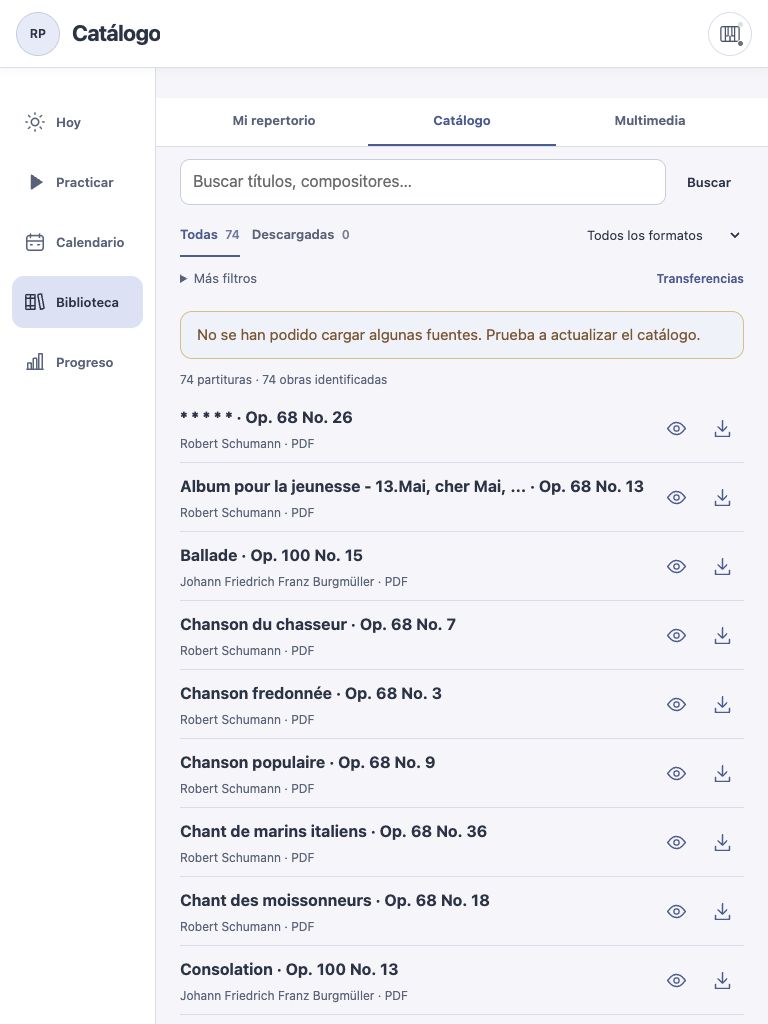 RP
Catálogo
Hoy
Practicar
Calendario
Biblioteca
Progreso
Mi repertorio
Catálogo
Multimedia
Buscar títulos, compositores...
Buscar
Todas 74
Descargadas 0
Todos los formatos
Más filtros
Transferencias
No se han podido cargar algunas fuentes. Prueba a actualizar el catálogo.
74 partituras · 74 obras identificadas
* * * * * · Op. 68 No. 26
Robert Schumann · PDF
Album pour la jeunesse - 13.Mai, cher Mai, ... · Op. 68 No. 13
Robert Schumann · PDF
Ballade · Op. 100 No. 15
Johann Friedrich Franz Burgmüller · PDF
Chanson du chasseur · Op. 68 No. 7
Robert Schumann · PDF
Chanson fredonnée · Op. 68 No. 3
Robert Schumann · PDF
Chanson populaire · Op. 68 No. 9
Robert Schumann · PDF
Chant de marins italiens · Op. 68 No. 36
Robert Schumann · PDF
Chant des moissonneurs · Op. 68 No. 18
Robert Schumann · PDF
Consolation · Op. 100 No. 13
Johann Friedrich Franz Burgmüller · PDF